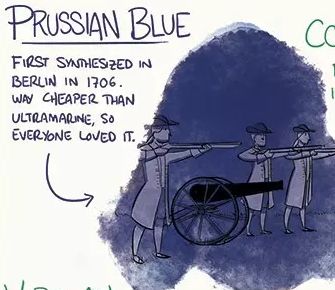 PRUSSIAN BLUE
FIRST SYNTHESIZED IN
BERLIN IN 1706.
WAY CHEAPER THAN
ULTRAMARINE, SO
EVERYONE LOVED IT.